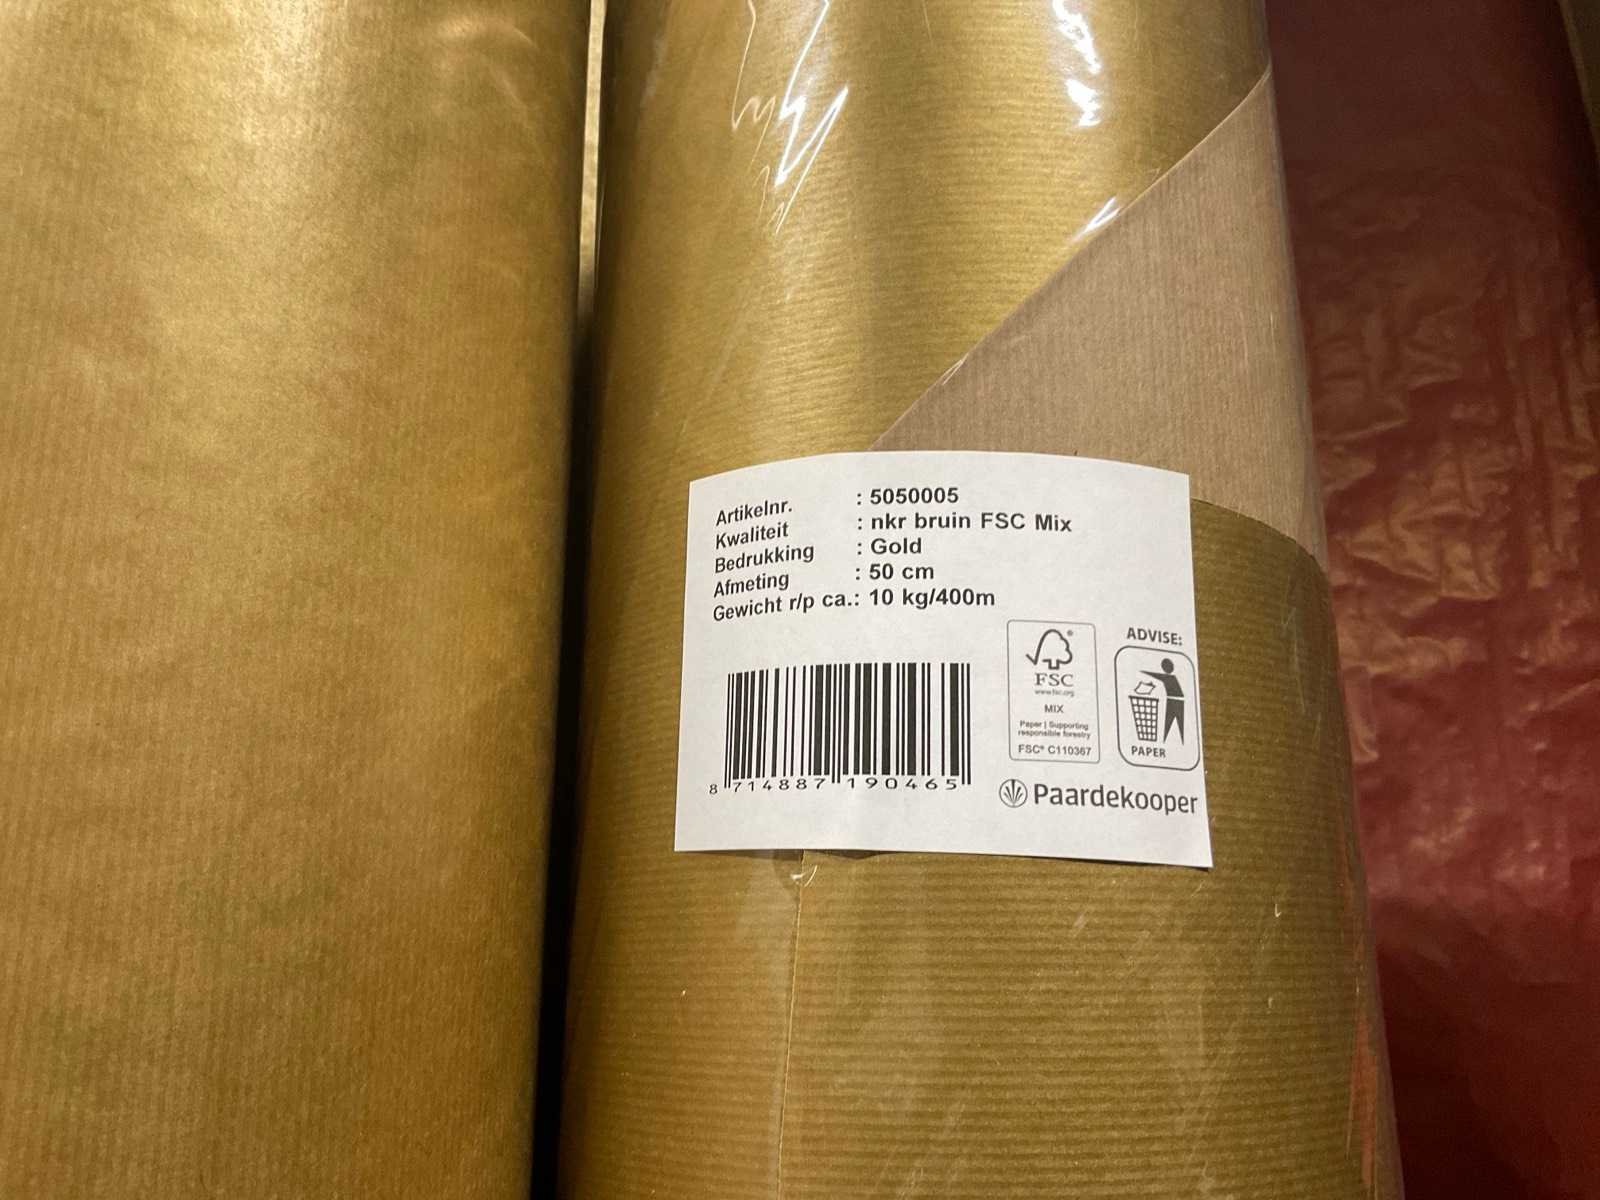 Artikelnr. : 5050005
Kwaliteit : nkr bruin FSC Mix
Bedrukking : Gold
Afmeting : 50 cm
Gewicht r/p ca.: 10 kg/400m
FSC®
www.fsc.org
MIX
Paper | Supporting
responsible forestry
FSC® C110367
ADVISE:
PAPER
8 714887 190465
Paardekooper